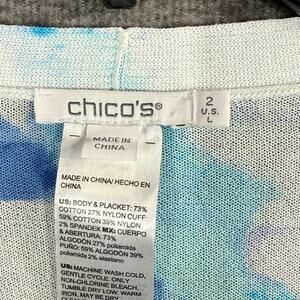 chico's®
2
U.S.
L
MADE IN
CHINA
MADE IN CHINA/ HECHO EN
CHINA
US: BODY & PLACKET: 73%
COTTON 27% NYLON CUFF:
59% COTTON 39% NYLON
2% SPANDEX MX: CUERPO
& ABERTURA: 73%
ALGODÓN 27% poliamida
PUÑO: 59% ALGODÓN 39%
poliamida 2% elastano
US: MACHINE WASH COLD,
GENTLE CYCLE. ONLY
NON-CHLORINE BLEACH.
TUMBLE DRY LOW. WARM
IRON. MAY BE DRY